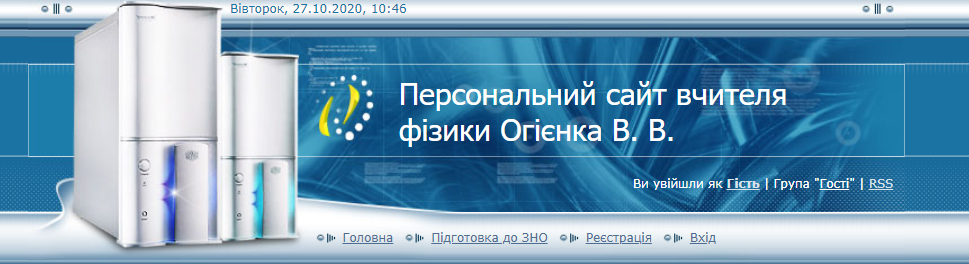 Вівторок, 27.10.2020, 10:46
Персональний сайт вчителя
фізики Огієнка В. В.
Ви увійшли як Гість | Група "Гості" | RSS
Головна Підготовка до ЗНО Реєстрація Вхід